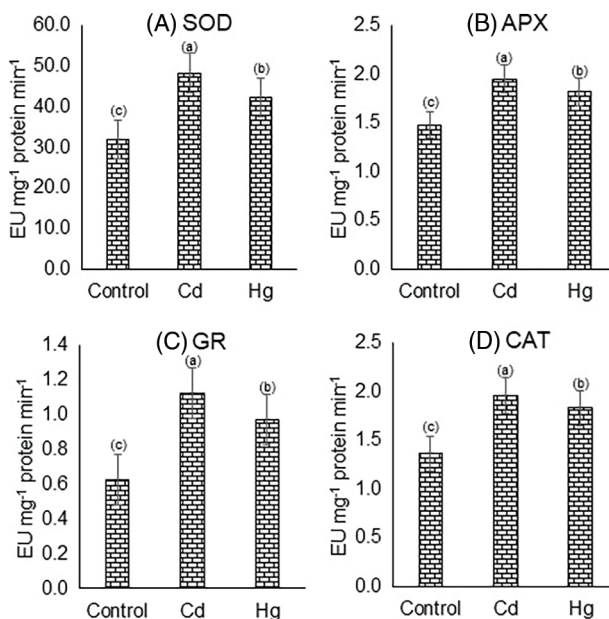 (A) SOD
60.0
50.0
40.0
30.0
20.0
10.0
0.0
EU mg⁻¹ protein min⁻¹
(c)
(a)
(b)
Control Cd Hg
(B) APX
2.5
2.0
1.5
1.0
0.5
0.0
EU mg⁻¹ protein min⁻¹
(c)
(a)
(b)
Control Cd Hg
(C) GR
1.4
1.2
1.0
0.8
0.6
0.4
0.2
0.0
EU mg⁻¹ protein min⁻¹
(c)
(a)
(b)
Control Cd Hg
(D) CAT
2.5
2.0
1.5
1.0
0.5
0.0
EU mg⁻¹ protein min⁻¹
(c)
(a)
(b)
Control Cd Hg